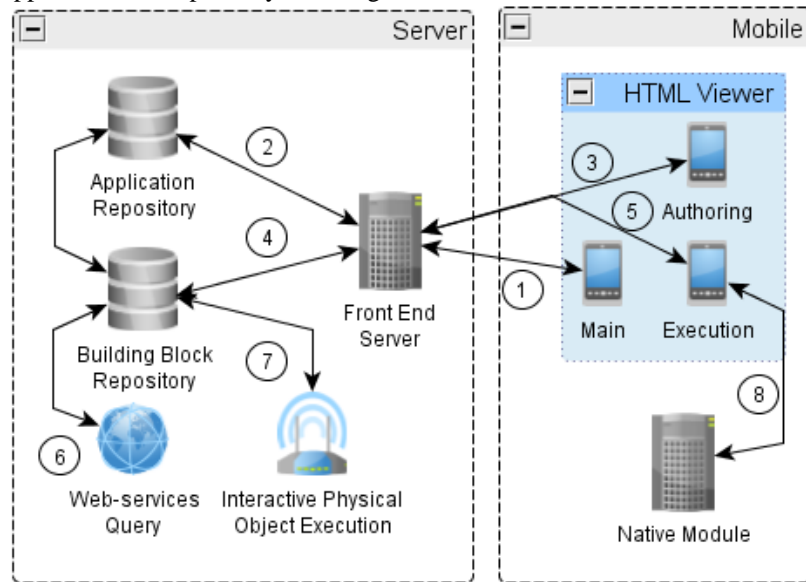 Server
Mobile
HTML Viewer
2
3
Application
Repository
5
Authoring
4
1
Front End
Server
Main
Execution
Building Block
Repository
7
8
6
Web-services
Query
Interactive Physical
Object Execution
Native Module